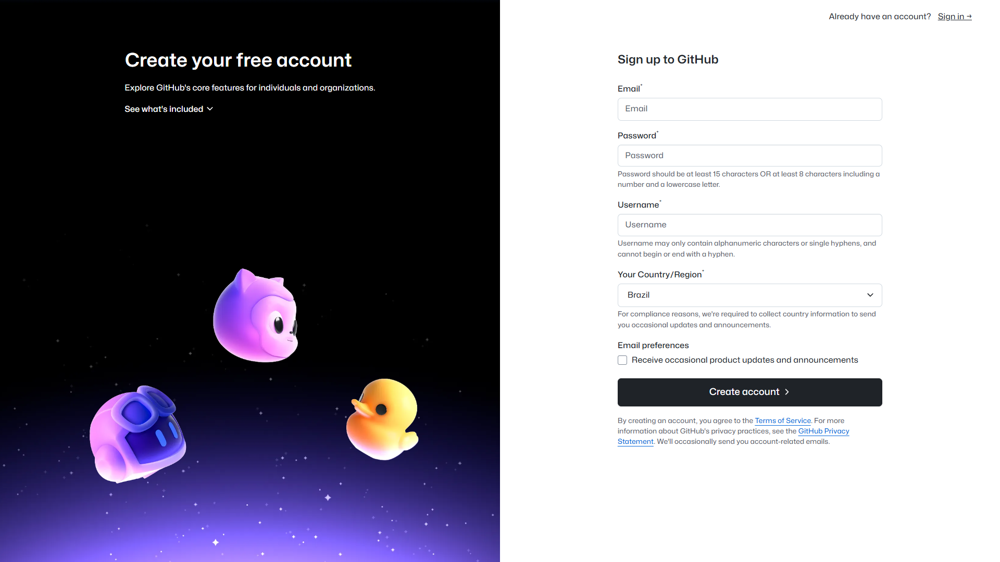 Already have an account? Sign in →
Create your free account
Explore GitHub's core features for individuals and organizations.
See what's included
Sign up to GitHub
Email*
Email
Password*
Password
Password should be at least 15 characters OR at least 8 characters including a
number and a lowercase letter.
Username*
Username
Username may only contain alphanumeric characters or single hyphens, and
cannot begin or end with a hyphen.
Your Country/Region*
Brazil
For compliance reasons, we're required to collect country information to send
you occasional updates and announcements.
Email preferences
Receive occasional product updates and announcements
Create account
By creating an account, you agree to the Terms of Service. For more
information about GitHub's privacy practices, see the GitHub Privacy
Statement. We'll occasionally send you account-related emails.